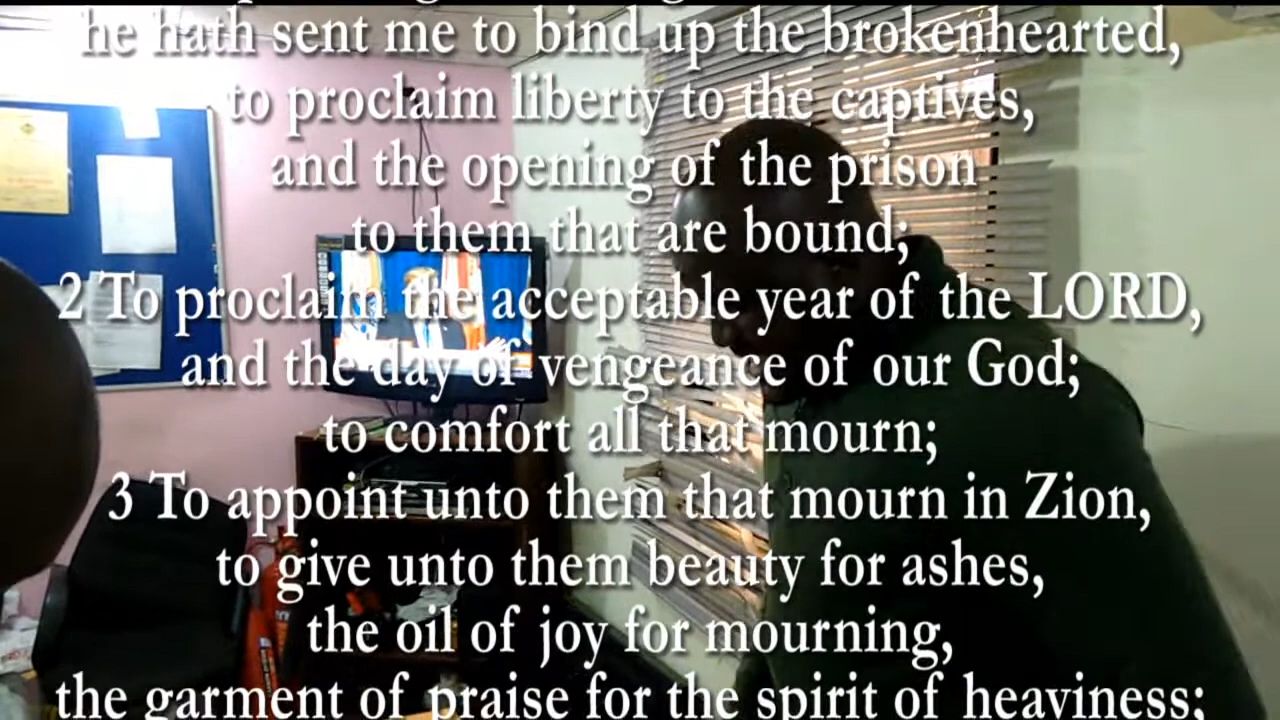 he hath sent me to bind up the brokenhearted,
to proclaim liberty to the captives,
and the opening of the prison
to them that are bound;
2 To proclaim the acceptable year of the LORD,
and the day of vengeance of our God;
to comfort all that mourn;
3 To appoint unto them that mourn in Zion,
to give unto them beauty for ashes,
the oil of joy for mourning,
the garment of praise for the spirit of heaviness;